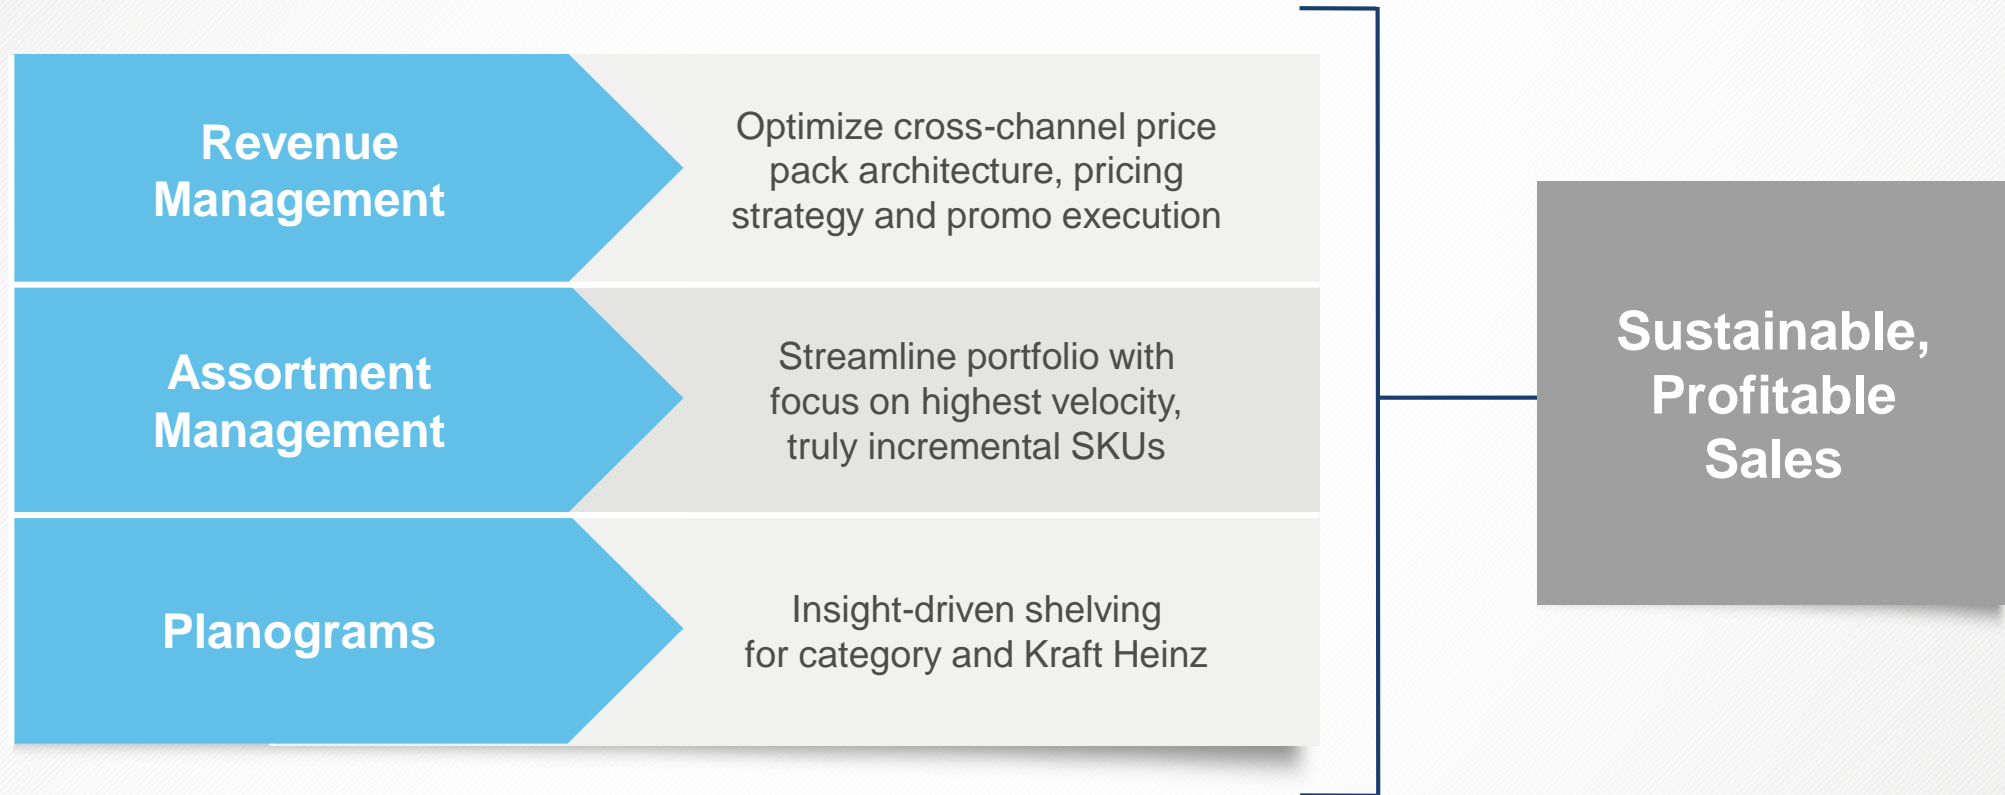 Revenue
Management
Optimize cross-channel price
pack architecture, pricing
strategy and promo execution
Assortment
Management
Streamline portfolio with
focus on highest velocity,
truly incremental SKUs
Planograms
Insight-driven shelving
for category and Kraft Heinz
Sustainable,
Profitable
Sales